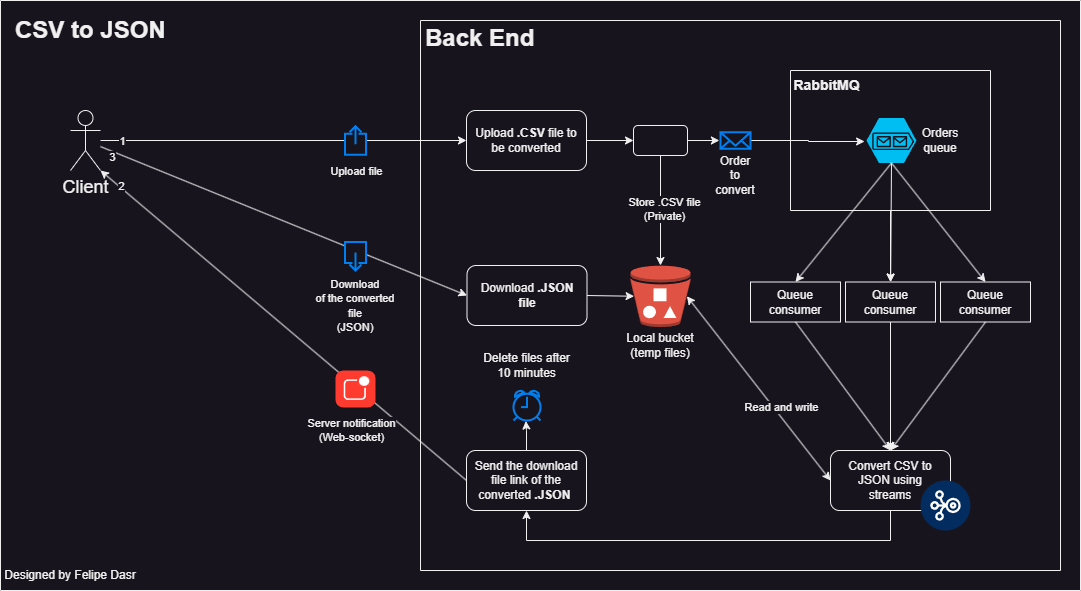 CSV to JSON
Back End
RabbitMQ
1
3
2
Client
Upload file
Upload .CSV file to
be converted
Order
to
convert
Orders
queue
Store .CSV file
(Private)
Download
of the converted
file
(JSON)
Download .JSON
file
Local bucket
(temp files)
Queue
consumer
Queue
consumer
Queue
consumer
Delete files after
10 minutes
Read and write
Server notification
(Web-socket)
Send the download
file link of the
converted .JSON
Convert CSV to
JSON using
streams
Designed by Felipe Dasr